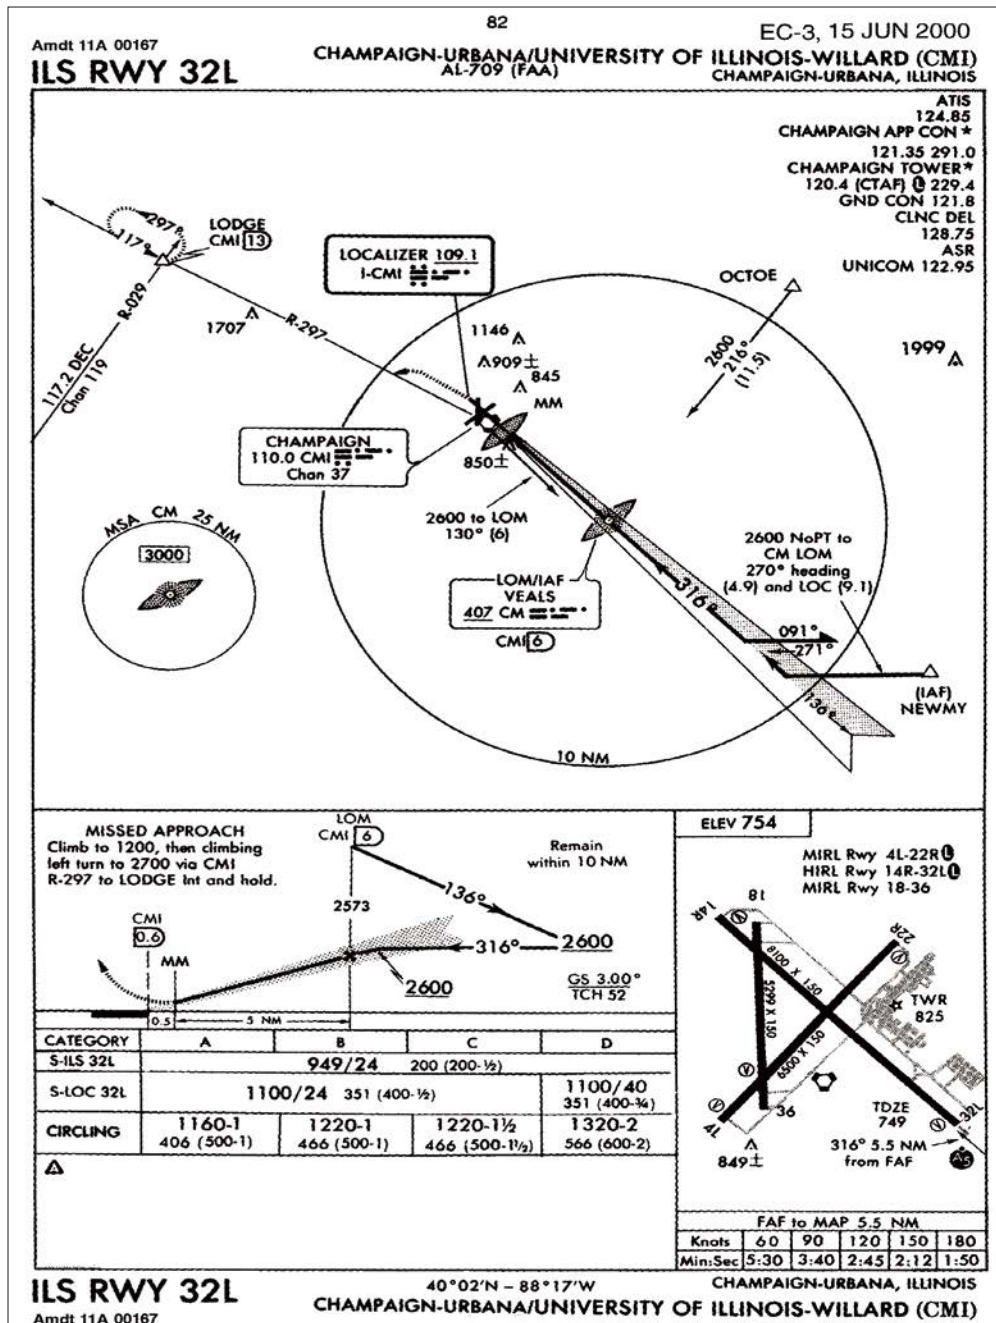 82
EC-3, 15 JUN 2000
Amdt 11A 00167
ILS RWY 32L
CHAMPAIGN-URBANA/UNIVERSITY OF ILLINOIS-WILLARD (CMI)
AL-709 (FAA)
CHAMPAIGN-URBANA, ILLINOIS
ATIS
124.85
CHAMPAIGN APP CON *
121.35 291.0
CHAMPAIGN TOWER*
120.4 (CTAF) L 229.4
GND CON 121.8
CLNC DEL
128.75
ASR
UNICOM 122.95
297°
117°
LODGE
CMI 13
R-029
117.2 DEC
Chan 119
1707
R-297
LOCALIZER 109.1
I-CMI
OCTOE
2600
216°
(11.5)
1999
1146
909±
845
MM
CHAMPAIGN
110.0 CMI
Chan 37
850±
2600 to LOM
130° (6)
MSA CM 25 NM
3000
LOM/IAF
VEALS
407 CM
CMI 6
316°
2600 NoPT to
CM LOM
270° heading
(4.9) and LOC (9.1)
091°
271°
136°
(IAF)
NEWMY
10 NM
MISSED APPROACH
Climb to 1200, then climbing
left turn to 2700 via CMI
R-297 to LODGE Int and hold.
LOM
CMI 6
Remain
within 10 NM
136°
2573
CMI
0.6
MM
316°
2600
2600
GS 3.00°
TCH 52
0.5
5 NM
CATEGORY A B C D
S-ILS 32L 949/24 200 (200-½)
S-LOC 32L 1100/24 351 (400-½) 1100/40 351 (400-¾)
CIRCLING 1160-1 406 (500-1) 1220-1 466 (500-1) 1220-1½ 466 (500-1½) 1320-2 566 (600-2)
A
ELEV 754
MIRL Rwy 4L-22R L
HIRL Rwy 14R-32L L
MIRL Rwy 18-36
18
14R
22R
8100 X 150
5299 X 150
6500 X 150
TWR
825
V
V
V
V
V
36
4L
32L
TDZE
749
849±
316° 5.5 NM
from FAF
A5
FAF to MAP 5.5 NM
Knots 60 90 120 150 180
Min:Sec 5:30 3:40 2:45 2:12 1:50
ILS RWY 32L
40°02'N – 88°17'W
CHAMPAIGN-URBANA, ILLINOIS
CHAMPAIGN-URBANA/UNIVERSITY OF ILLINOIS-WILLARD (CMI)
Amdt 11A 00167